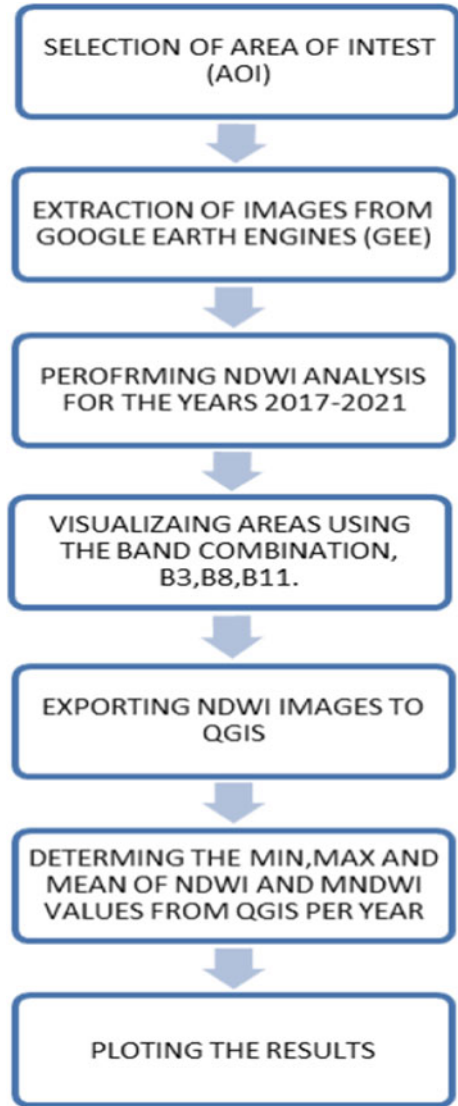 SELECTION OF AREA OF INTEST
(AOI)
EXTRACTION OF IMAGES FROM
GOOGLE EARTH ENGINES (GEE)
PEROFRMING NDWI ANALYSIS
FOR THE YEARS 2017-2021
VISUALIZAING AREAS USING
THE BAND COMBINATION,
B3,B8,B11.
EXPORTING NDWI IMAGES TO
QGIS
DETERMING THE MIN,MAX AND
MEAN OF NDWI AND MNDWI
VALUES FROM QGIS PER YEAR
PLOTING THE RESULTS